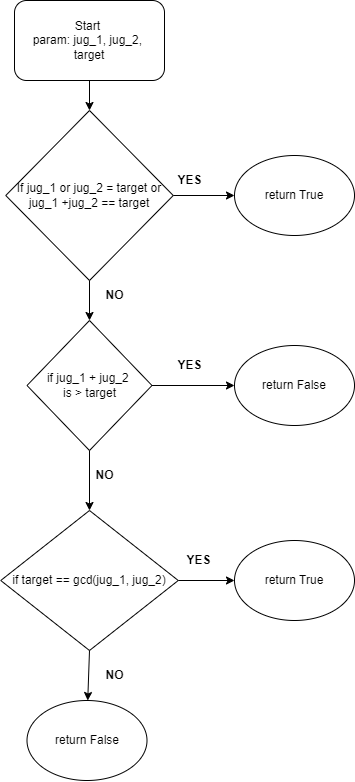 Start
param: jug_1, jug_2,
target
If jug_1 or jug_2 = target or
jug_1 +jug_2 == target
YES
return True
NO
if jug_1 + jug_2
is > target
YES
return False
NO
if target == gcd(jug_1, jug_2)
YES
return True
NO
return False